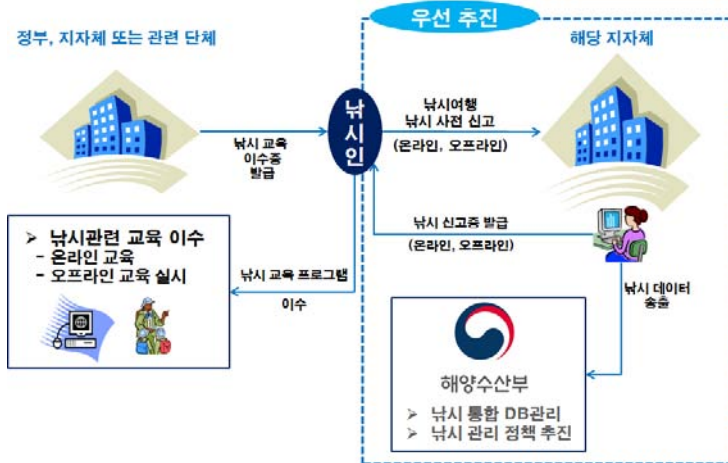 우선 추진
정부, 지자체 또는 관련 단체
해당 지자체
낚시인
낚시 교육
이수증
발급
낚시여행
낚시 사전 신고
(온라인, 오프라인)
낚시 신고증 발급
(온라인, 오프라인)
➢ 낚시관련 교육 이수
- 온라인 교육
- 오프라인 교육 실시
낚시 교육 프로그램
이수
낚시 데이터
송출
해양수산부
➢ 낚시 통합 DB관리
➢ 낚시 관리 정책 추진